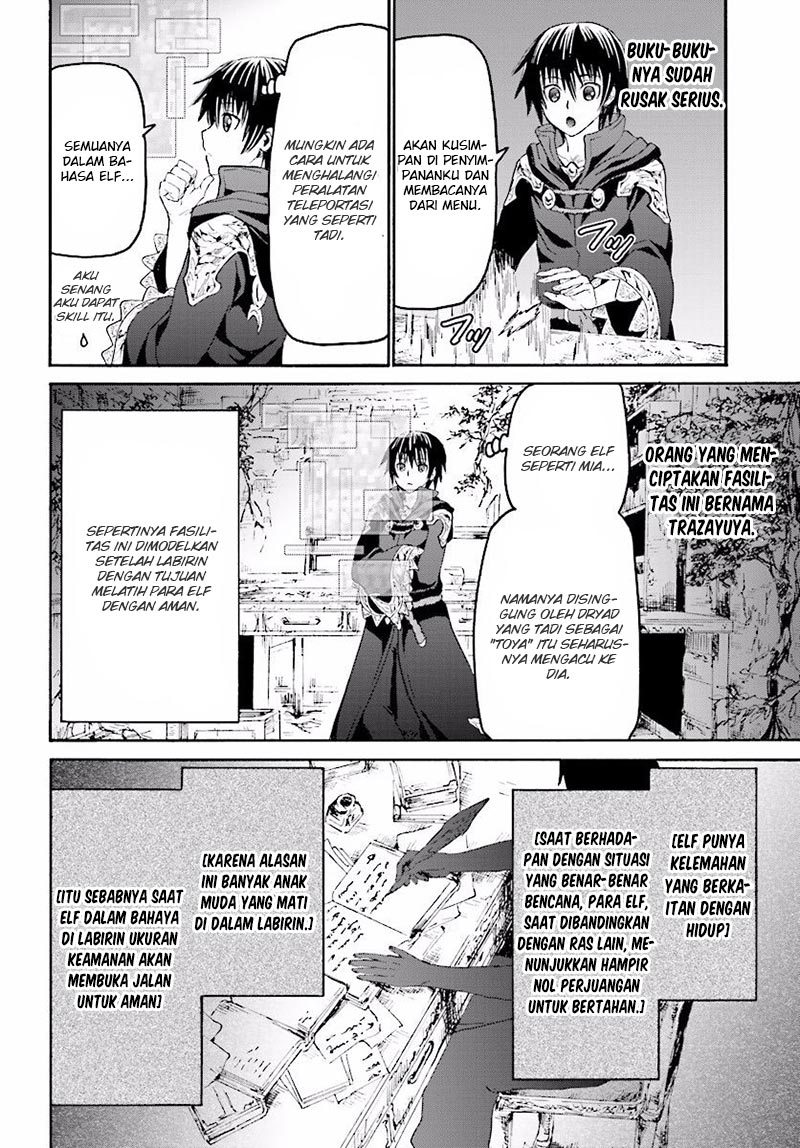 BUKU-BUKU-
NYA SUDAH
RUSAK SERIUS.
AKAN KUSIM-
PAN DI PENYIM-
PANANKU DAN
MEMBACANYA
DARI MENU.
プルッ
プルッ
MUNGKIN ADA
CARA UNTUK
MENGHALANGI
PERALATAN
TELEPORTASI
YANG SEPERTI
TADI.
SEMUANYA
DALAM BA-
HASA ELF...
AKU
SENANG
AKU DAPAT
SKILL ITU.
ORANG YANG MEN-
CIPTAKAN FASILI-
TAS INI BERNAMA
TRAZAYUYA.
SEORANG ELF
SEPERTI MIA...
NAMANYA DISING-
GUNG OLEH DRYAD
YANG TADI SEBAGAI
"TOYA" ITU SEHARUS-
NYA MENGACU KE
DIA.
SEPERTINYA FASILI-
TAS INI DIMODELKAN
SETELAH LABIRIN
DENGAN TUJUAN
MELATIH PARA ELF
DENGAN AMAN.
[ELF PUNYA
KELEMAHAN
YANG BERKA-
ITAN DENGAN
HIDUP]
[SAAT BERHADA-
PAN DENGAN SITUASI
YANG BENAR-BENAR
BENCANA, PARA ELF,
SAAT DIBANDINGKAN
DENGAN RAS LAIN, ME-
NUNJUKKAN HAMPIR
NOL PERJUANGAN
UNTUK BERTAHAN.]
[KARENA ALASAN
INI BANYAK ANAK
MUDA YANG MATI
DI DALAM LABIRIN.]
[ITU SEBABNYA SAAT
ELF DALAM BAHAYA
DI LABIRIN UKURAN
KEAMANAN AKAN
MEMBUKA JALAN
UNTUK AMAN]